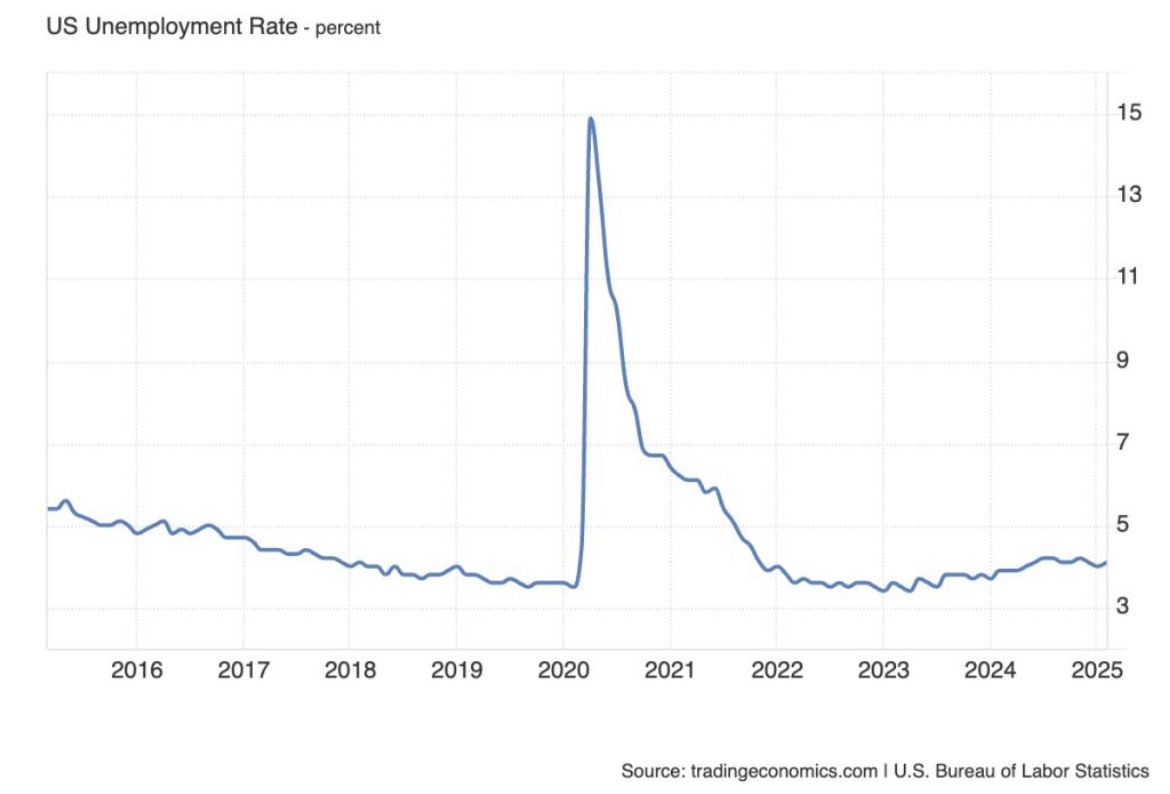 US Unemployment Rate - percent
15
13
11
9
7
5
3
2016 2017 2018 2019 2020 2021 2022 2023 2024 2025
Source: tradingeconomics.com | U.S. Bureau of Labor Statistics